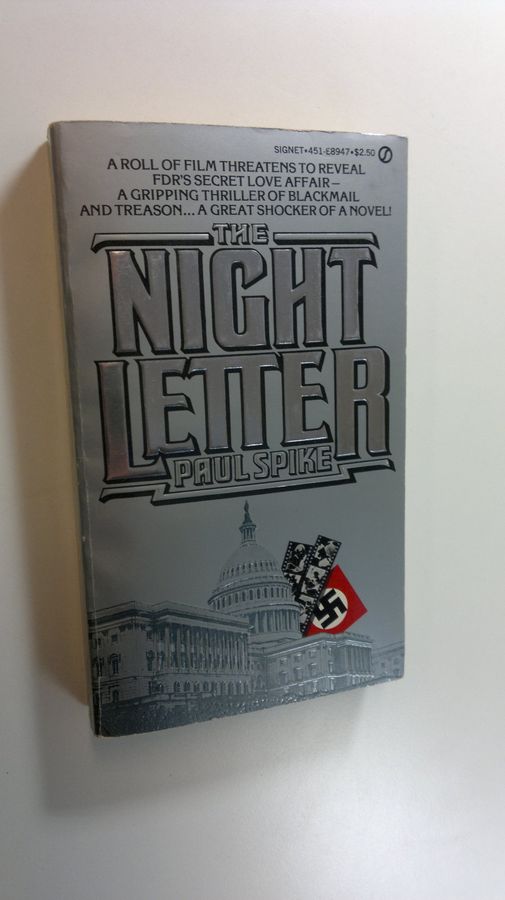 SIGNET•451-E8947•$2.50
A ROLL OF FILM THREATENS TO REVEAL
FDR'S SECRET LOVE AFFAIR—
A GRIPPING THRILLER OF BLACKMAIL
AND TREASON... A GREAT SHOCKER OF A NOVEL!
THE
NIGHT
LETTER
PAUL SPIKE